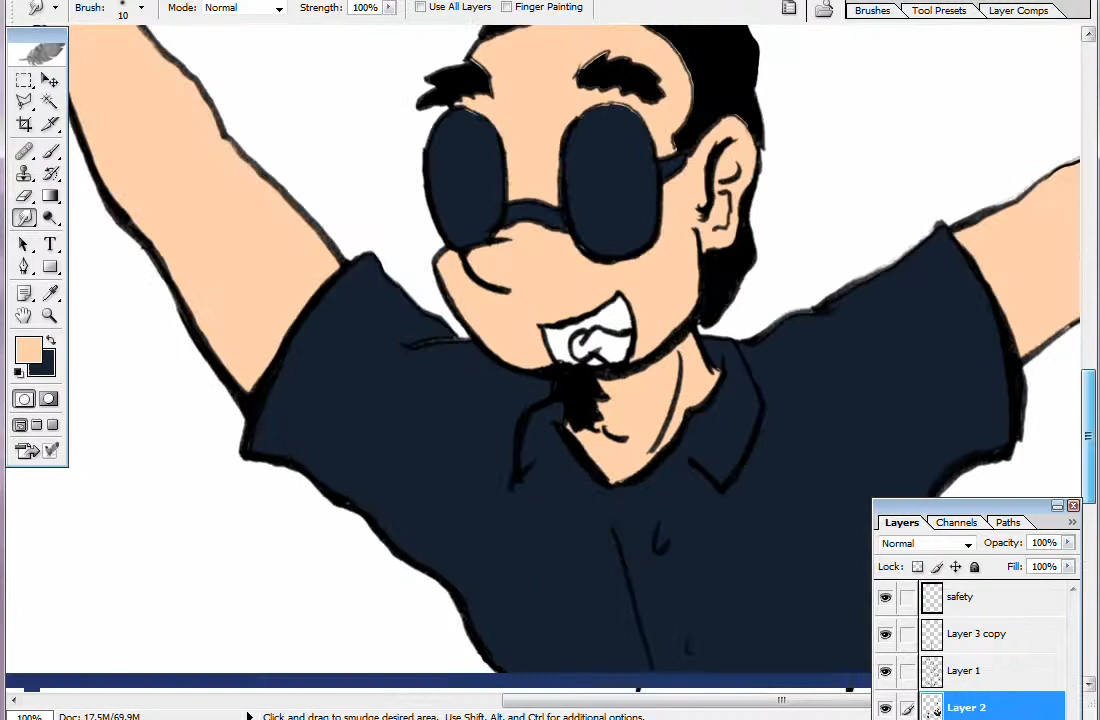 Brush: 10 Mode: Normal Strength: 100% Use All Layers Finger Painting Brushes Tool Presets Layer Comps
Layers Channels Paths
Normal Opacity: 100%
Lock: Fill: 100%
safety
Layer 3 copy
Layer 1
Layer 2
100% Doc: 17.5M/69.9M Click and drag to smudge desired area. Use Shift, Alt, and Ctrl for additional options.